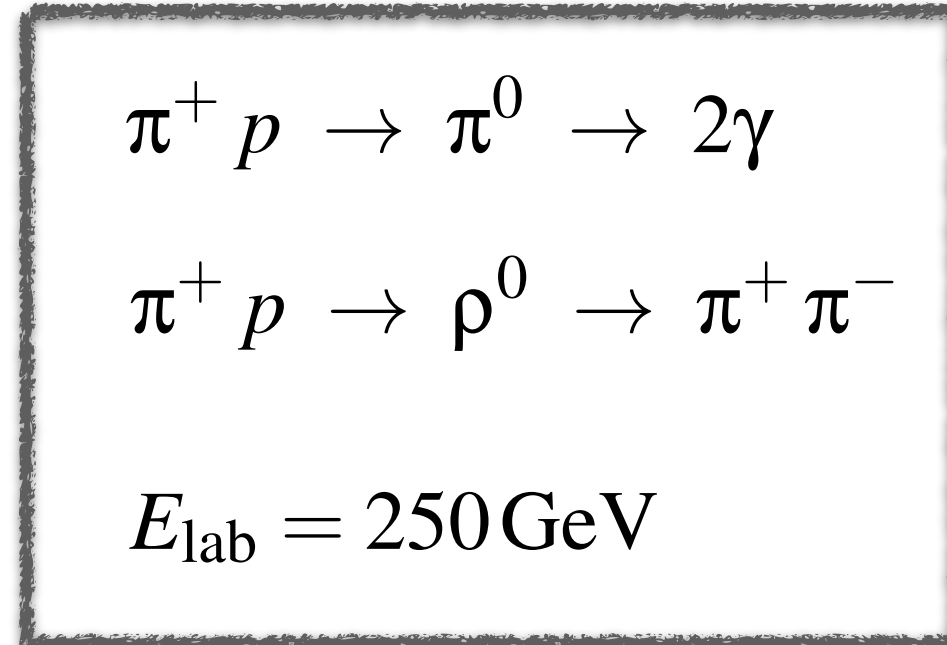 π⁺ p → π⁰ → 2γ
π⁺ p → ρ⁰ → π⁺ π⁻
E_lab = 250 GeV